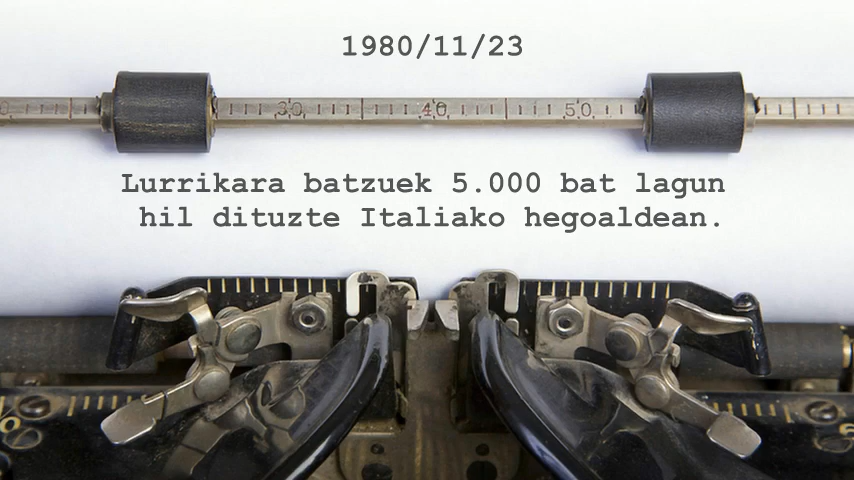 1980/11/23
30 40 50
Lurrikara batzuek 5.000 bat lagun
hil dituzte Italiako hegoaldean.